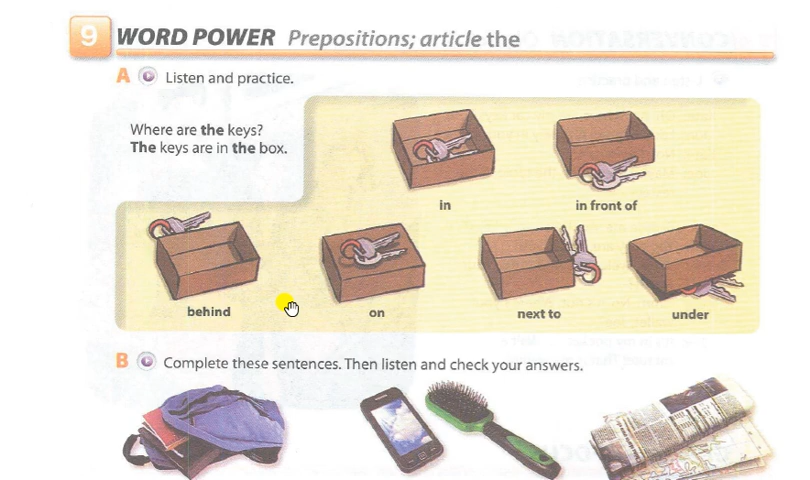 9 WORD POWER Prepositions; article the
A Listen and practice.
Where are the keys?
The keys are in the box.
in
in front of
behind
on
next to
under
B Complete these sentences. Then listen and check your answers.